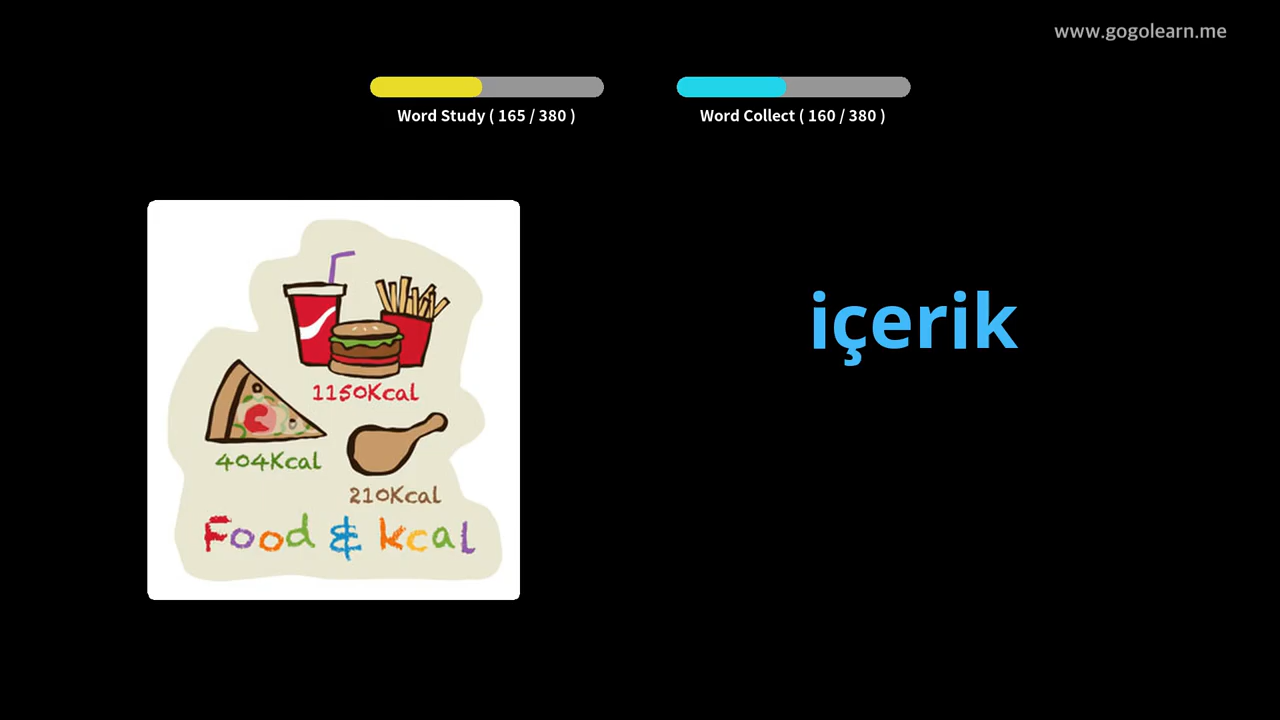 www.gogolearn.me
Word Study ( 165 / 380 )
Word Collect ( 160 / 380 )
içerik
1150Kcal
404Kcal
210Kcal
Food & kcal